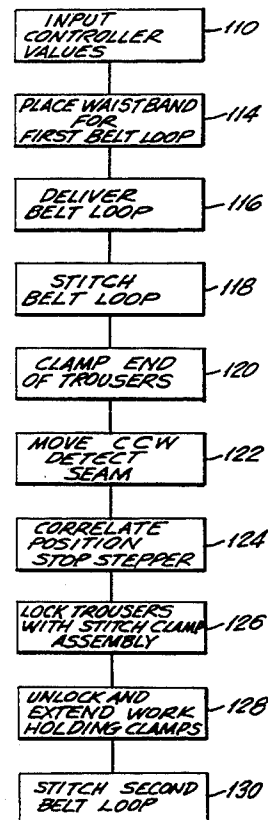 INPUT
CONTROLLER
VALUES
110
PLACE WAISTBAND
FOR
FIRST BELT LOOP
114
DELIVER
BELT LOOP
116
STITCH
BELT LOOP
118
CLAMP END
OF TROUSERS
120
MOVE CCW
DETECT
SEAM
122
CORRELATE
POSITION
STOP STEPPER
124
LOCK TROUSERS
WITH STITCH CLAMP
ASSEMBLY
126
UNLOCK AND
EXTEND WORK
HOLDING CLAMPS
128
STITCH SECOND
BELT LOOP
130